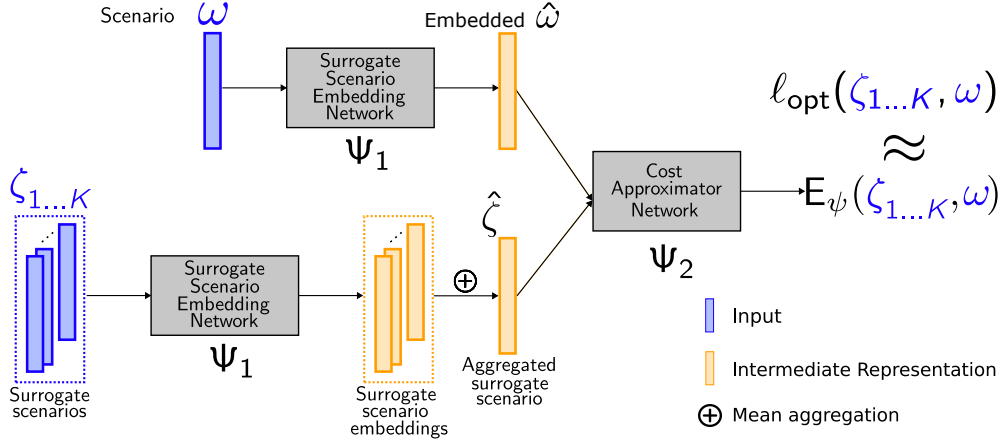 Scenario
ω
Surrogate
Scenario
Embedding
Network
Ψ₁
Embedded ω̂
ζ₁...K
Surrogate
scenarios
Surrogate
Scenario
Embedding
Network
Ψ₁
Surrogate
scenario
embeddings
⊕
ζ̂
Aggregated
surrogate
scenario
Cost
Approximator
Network
Ψ₂
ℓopt(ζ₁...K, ω)
≈
Eψ(ζ₁...K,ω)
Input
Intermediate Representation
⊕ Mean aggregation